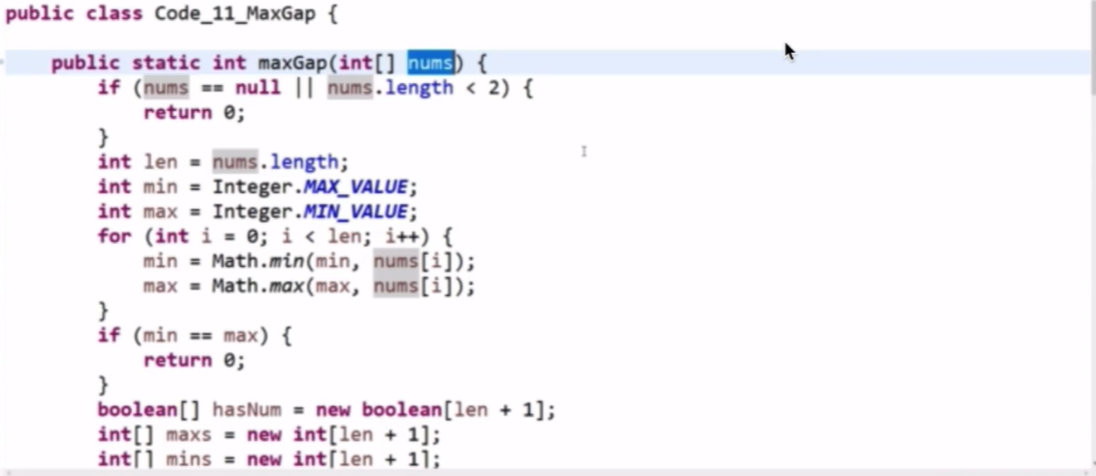 public class Code_11_MaxGap {
public static int maxGap(int[] nums) {
if (nums == null || nums.length < 2) {
return 0;
}
int len = nums.length;
int min = Integer.MAX_VALUE;
int max = Integer.MIN_VALUE;
for (int i = 0; i < len; i++) {
min = Math.min(min, nums[i]);
max = Math.max(max, nums[i]);
}
if (min == max) {
return 0;
}
boolean[] hasNum = new boolean[len + 1];
int[] maxs = new int[len + 1];
int[] mins = new int[len + 1];